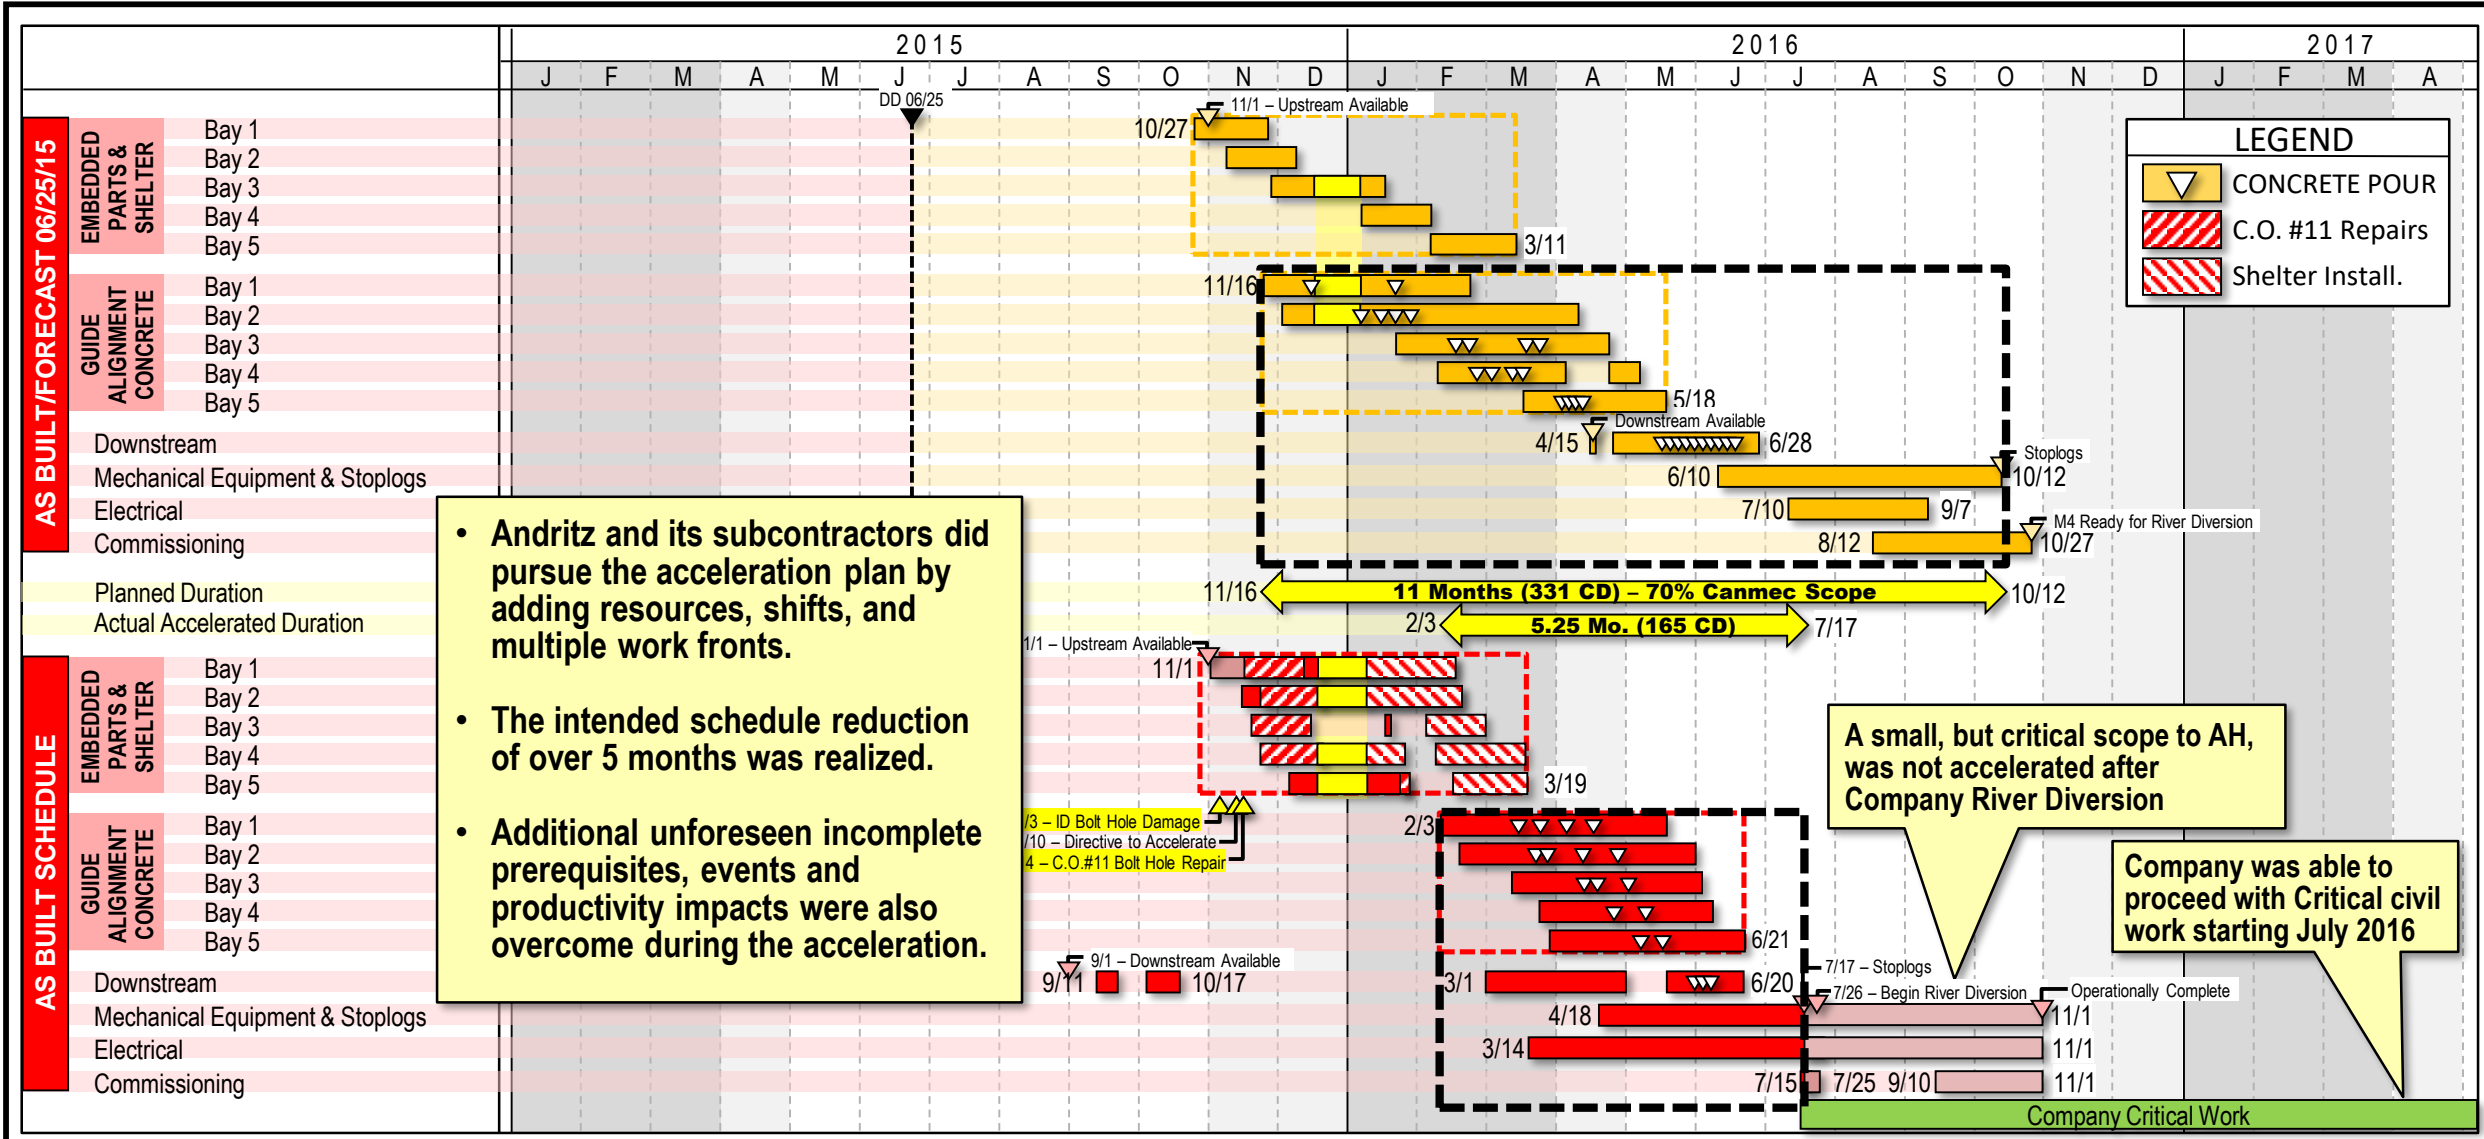 2015 2016 2017
J F M A M J J A S O N D J F M A M J J A S O N D J F M A
DD 06/25
AS BUILT/FORECAST 06/25/15
EMBEDDED PARTS & SHELTER
11/1 – Upstream Available
Bay 1 10/27
Bay 2
Bay 3
Bay 4
Bay 5 3/11
GUIDE ALIGNMENT CONCRETE
Bay 1 11/16
Bay 2
Bay 3
Bay 4
Bay 5 5/18
Downstream Available
Downstream 4/15 6/28
Stoplogs
Mechanical Equipment & Stoplogs 6/10 10/12
Electrical 7/10 9/7
M4 Ready for River Diversion
Commissioning 8/12 10/27
LEGEND
CONCRETE POUR
C.O. #11 Repairs
Shelter Install.
Planned Duration 11/16 11 Months (331 CD) – 70% Canmec Scope 10/12
Actual Accelerated Duration 2/3 5.25 Mo. (165 CD) 7/17
• Andritz and its subcontractors did
pursue the acceleration plan by
adding resources, shifts, and
multiple work fronts.
• The intended schedule reduction
of over 5 months was realized.
• Additional unforeseen incomplete
prerequisites, events and
productivity impacts were also
overcome during the acceleration.
AS BUILT SCHEDULE
EMBEDDED PARTS & SHELTER
1/1 – Upstream Available
Bay 1 11/1
Bay 2
Bay 3
Bay 4
Bay 5 3/19
/3 – ID Bolt Hole Damage
/10 – Directive to Accelerate
4 – C.O.#11 Bolt Hole Repair
GUIDE ALIGNMENT CONCRETE
Bay 1 2/3
Bay 2
Bay 3
Bay 4
Bay 5 6/21
9/1 – Downstream Available
Downstream 9/11 10/17 3/1 6/20
7/17 – Stoplogs
7/26 – Begin River Diversion
Operationally Complete
Mechanical Equipment & Stoplogs 4/18 11/1
Electrical 3/14 11/1
Commissioning 7/15 7/25 9/10 11/1
A small, but critical scope to AH,
was not accelerated after
Company River Diversion
Company was able to
proceed with Critical civil
work starting July 2016
Company Critical Work